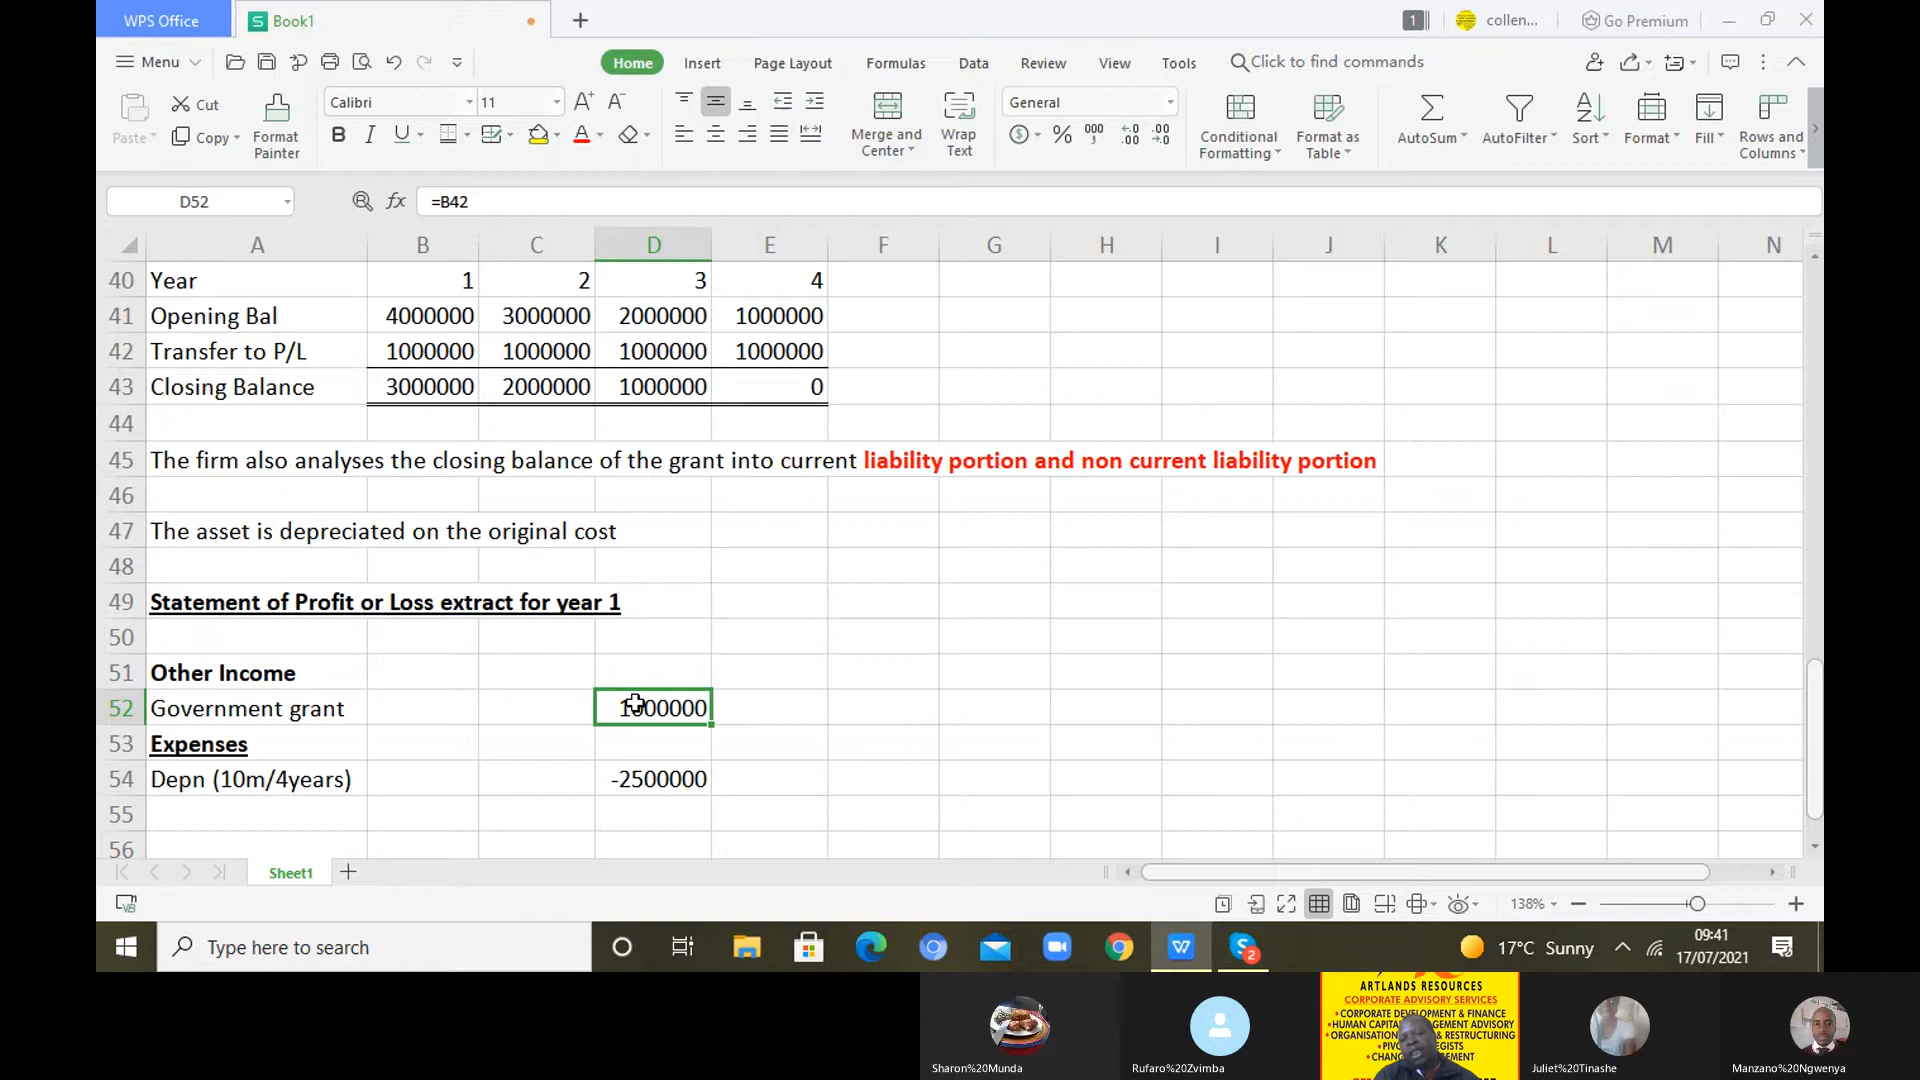 WPS Office
Book1
1
collen...
Go Premium
Menu
Home
Insert
Page Layout
Formulas
Data
Review
View
Tools
Click to find commands
Paste
Cut
Copy
Format Painter
Calibri
11
Merge and Center
Wrap Text
General
Conditional Formatting
Format as Table
AutoSum
AutoFilter
Sort
Format
Fill
Rows and Columns
D52
=B42
A B C D E F G H I J K L M N
40 Year 1 2 3 4
41 Opening Bal 4000000 3000000 2000000 1000000
42 Transfer to P/L 1000000 1000000 1000000 1000000
43 Closing Balance 3000000 2000000 1000000 0
44
45 The firm also analyses the closing balance of the grant into current liability portion and non current liability portion
46
47 The asset is depreciated on the original cost
48
49 Statement of Profit or Loss extract for year 1
50
51 Other Income
52 Government grant 1000000
53 Expenses
54 Depn (10m/4years) -2500000
55
56
Sheet1
138%
Type here to search
2
17°C Sunny
09:41
17/07/2021
ARTLANDS RESOURCES
CORPORATE ADVISORY SERVICES
• CORPORATE DEVELOPMENT & FINANCE
Sharon%20Munda
Rufaro%20Zvimba
Juliet%20Tinashe
Manzano%20Ngwenya